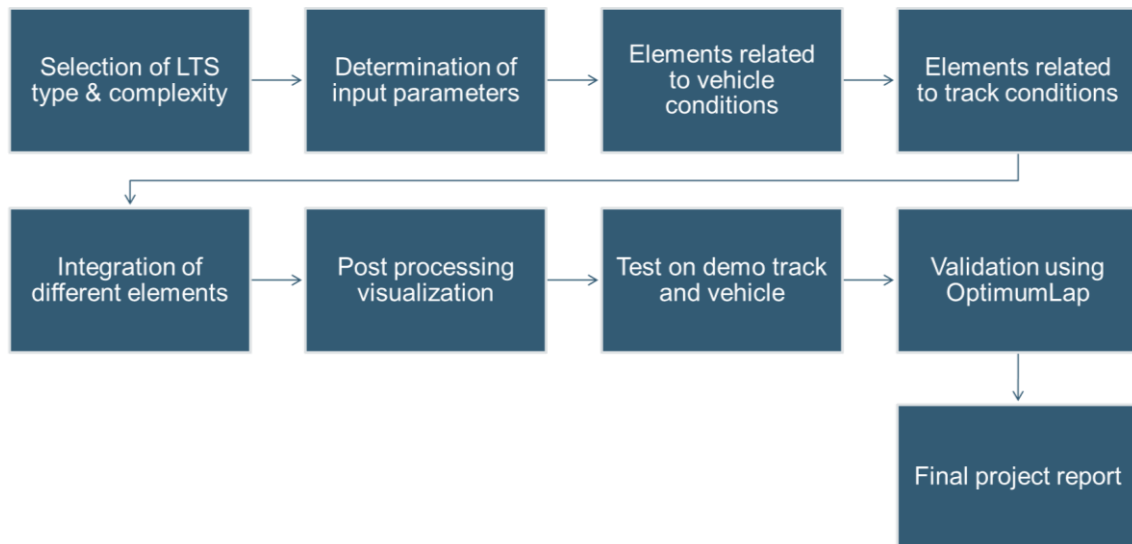 Selection of LTS
type & complexity
Determination of
input parameters
Elements related
to vehicle
conditions
Elements related
to track conditions
Integration of
different elements
Post processing
visualization
Test on demo track
and vehicle
Validation using
OptimumLap
Final project report